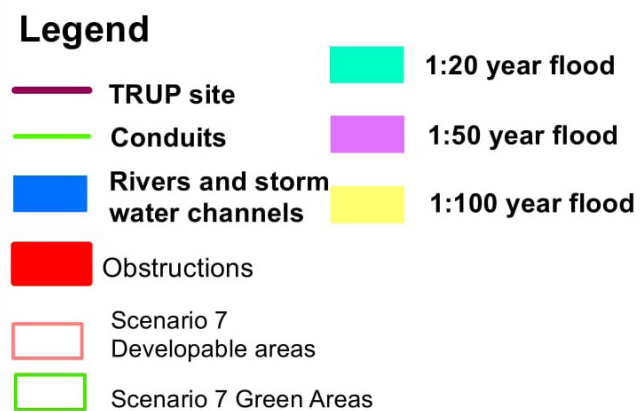 Legend
TRUP site
Conduits
Rivers and storm
water channels
Obstructions
Scenario 7
Developable areas
Scenario 7 Green Areas
1:20 year flood
1:50 year flood
1:100 year flood